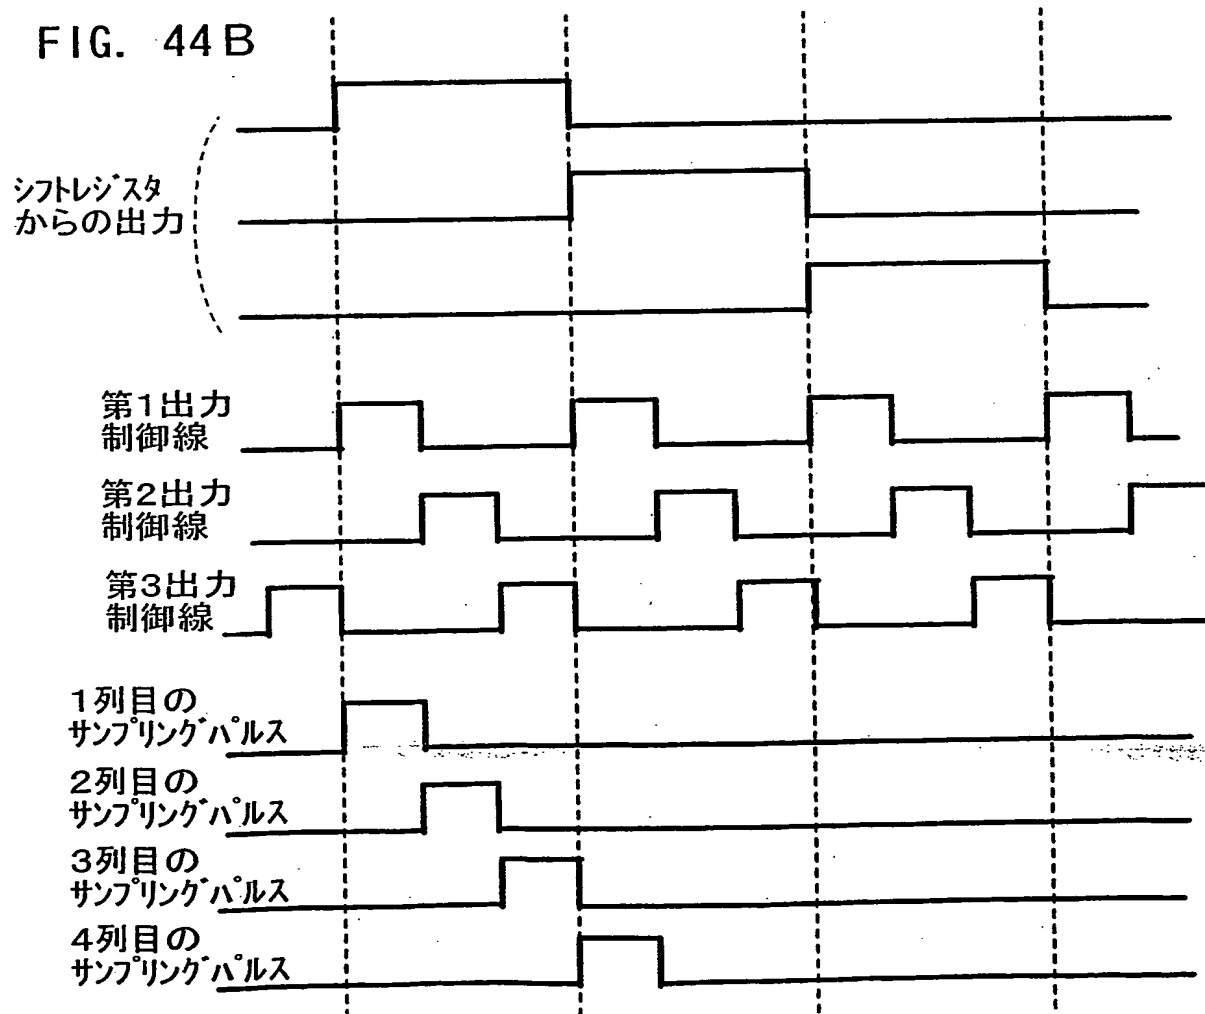 FIG. 44B
シフトレジスタ
からの出力
第1出力
制御線
第2出力
制御線
第3出力
制御線
1列目の
サンプリングパルス
2列目の
サンプリングパルス
3列目の
サンプリングパルス
4列目の
サンプリングパルス